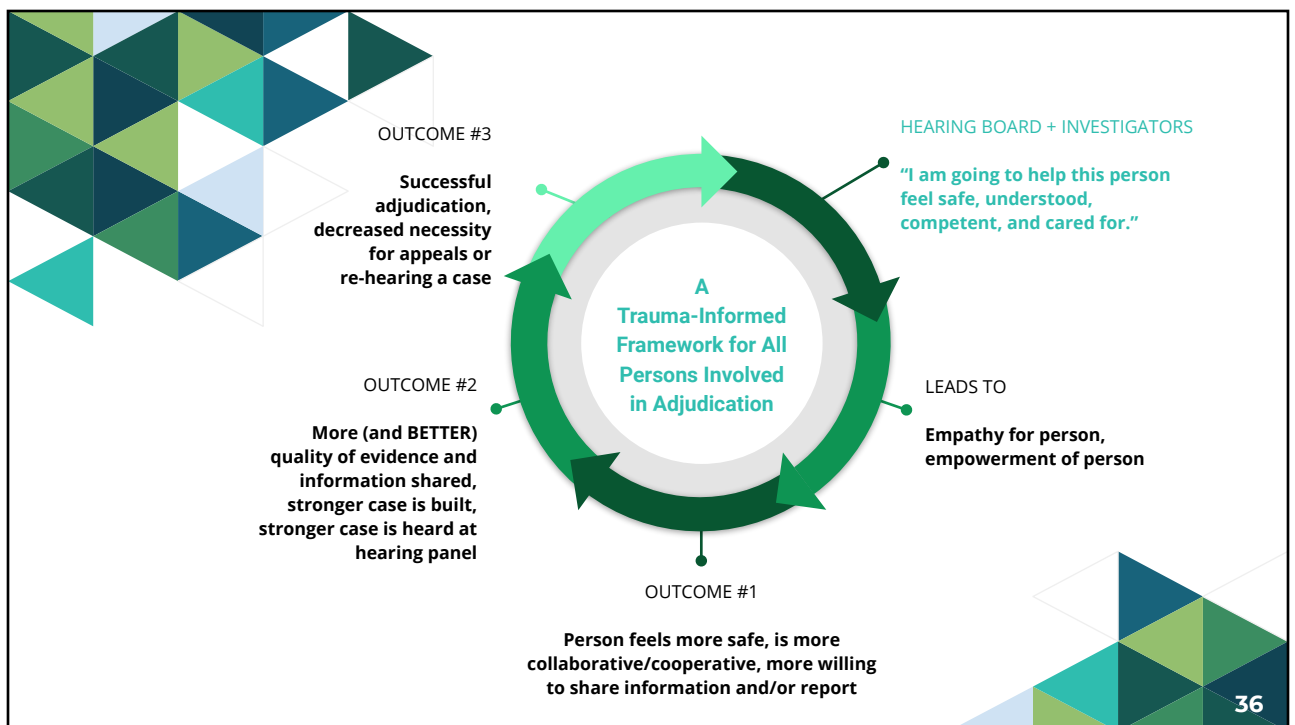 HEARING BOARD + INVESTIGATORS
“I am going to help this person
feel safe, understood,
competent, and cared for.”
LEADS TO
Empathy for person,
empowerment of person
OUTCOME #1
Person feels more safe, is more
collaborative/cooperative, more willing
to share information and/or report
OUTCOME #2
More (and BETTER)
quality of evidence and
information shared,
stronger case is built,
stronger case is heard at
hearing panel
OUTCOME #3
Successful
adjudication,
decreased necessity
for appeals or
re-hearing a case
A
Trauma-Informed
Framework for All
Persons Involved
in Adjudication
36